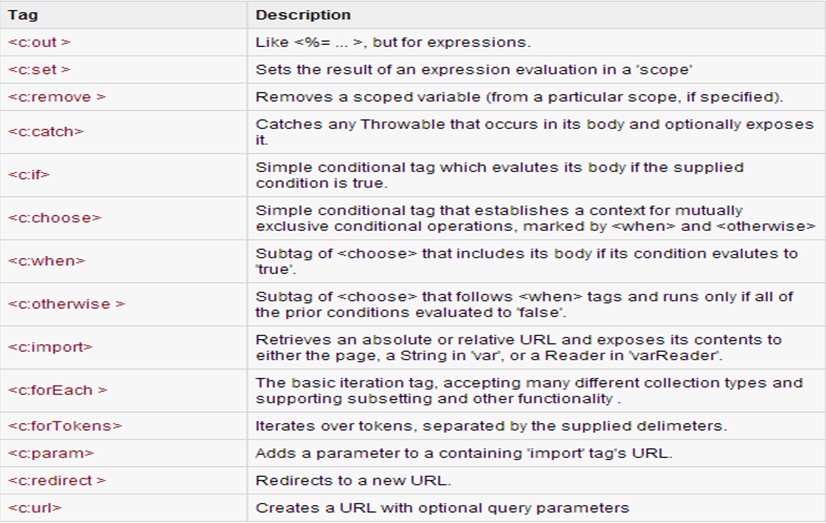 Tag Description
<c:out > Like <%= ... >, but for expressions.
<c:set > Sets the result of an expression evaluation in a 'scope'
<c:remove > Removes a scoped variable (from a particular scope, if specified).
<c:catch> Catches any Throwable that occurs in its body and optionally exposes
it.
<c:if> Simple conditional tag which evalutes its body if the supplied
condition is true.
<c:choose> Simple conditional tag that establishes a context for mutually
exclusive conditional operations, marked by <when> and <otherwise>
<c:when> Subtag of <choose> that includes its body if its condition evalutes to
'true'.
<c:otherwise > Subtag of <choose> that follows <when> tags and runs only if all of
the prior conditions evaluated to 'false'.
<c:import> Retrieves an absolute or relative URL and exposes its contents to
either the page, a String in 'var', or a Reader in 'varReader'.
<c:forEach > The basic iteration tag, accepting many different collection types and
supporting subsetting and other functionality .
<c:forTokens> Iterates over tokens, separated by the supplied delimeters.
<c:param> Adds a parameter to a containing 'import' tag's URL.
<c:redirect > Redirects to a new URL.
<c:url> Creates a URL with optional query parameters